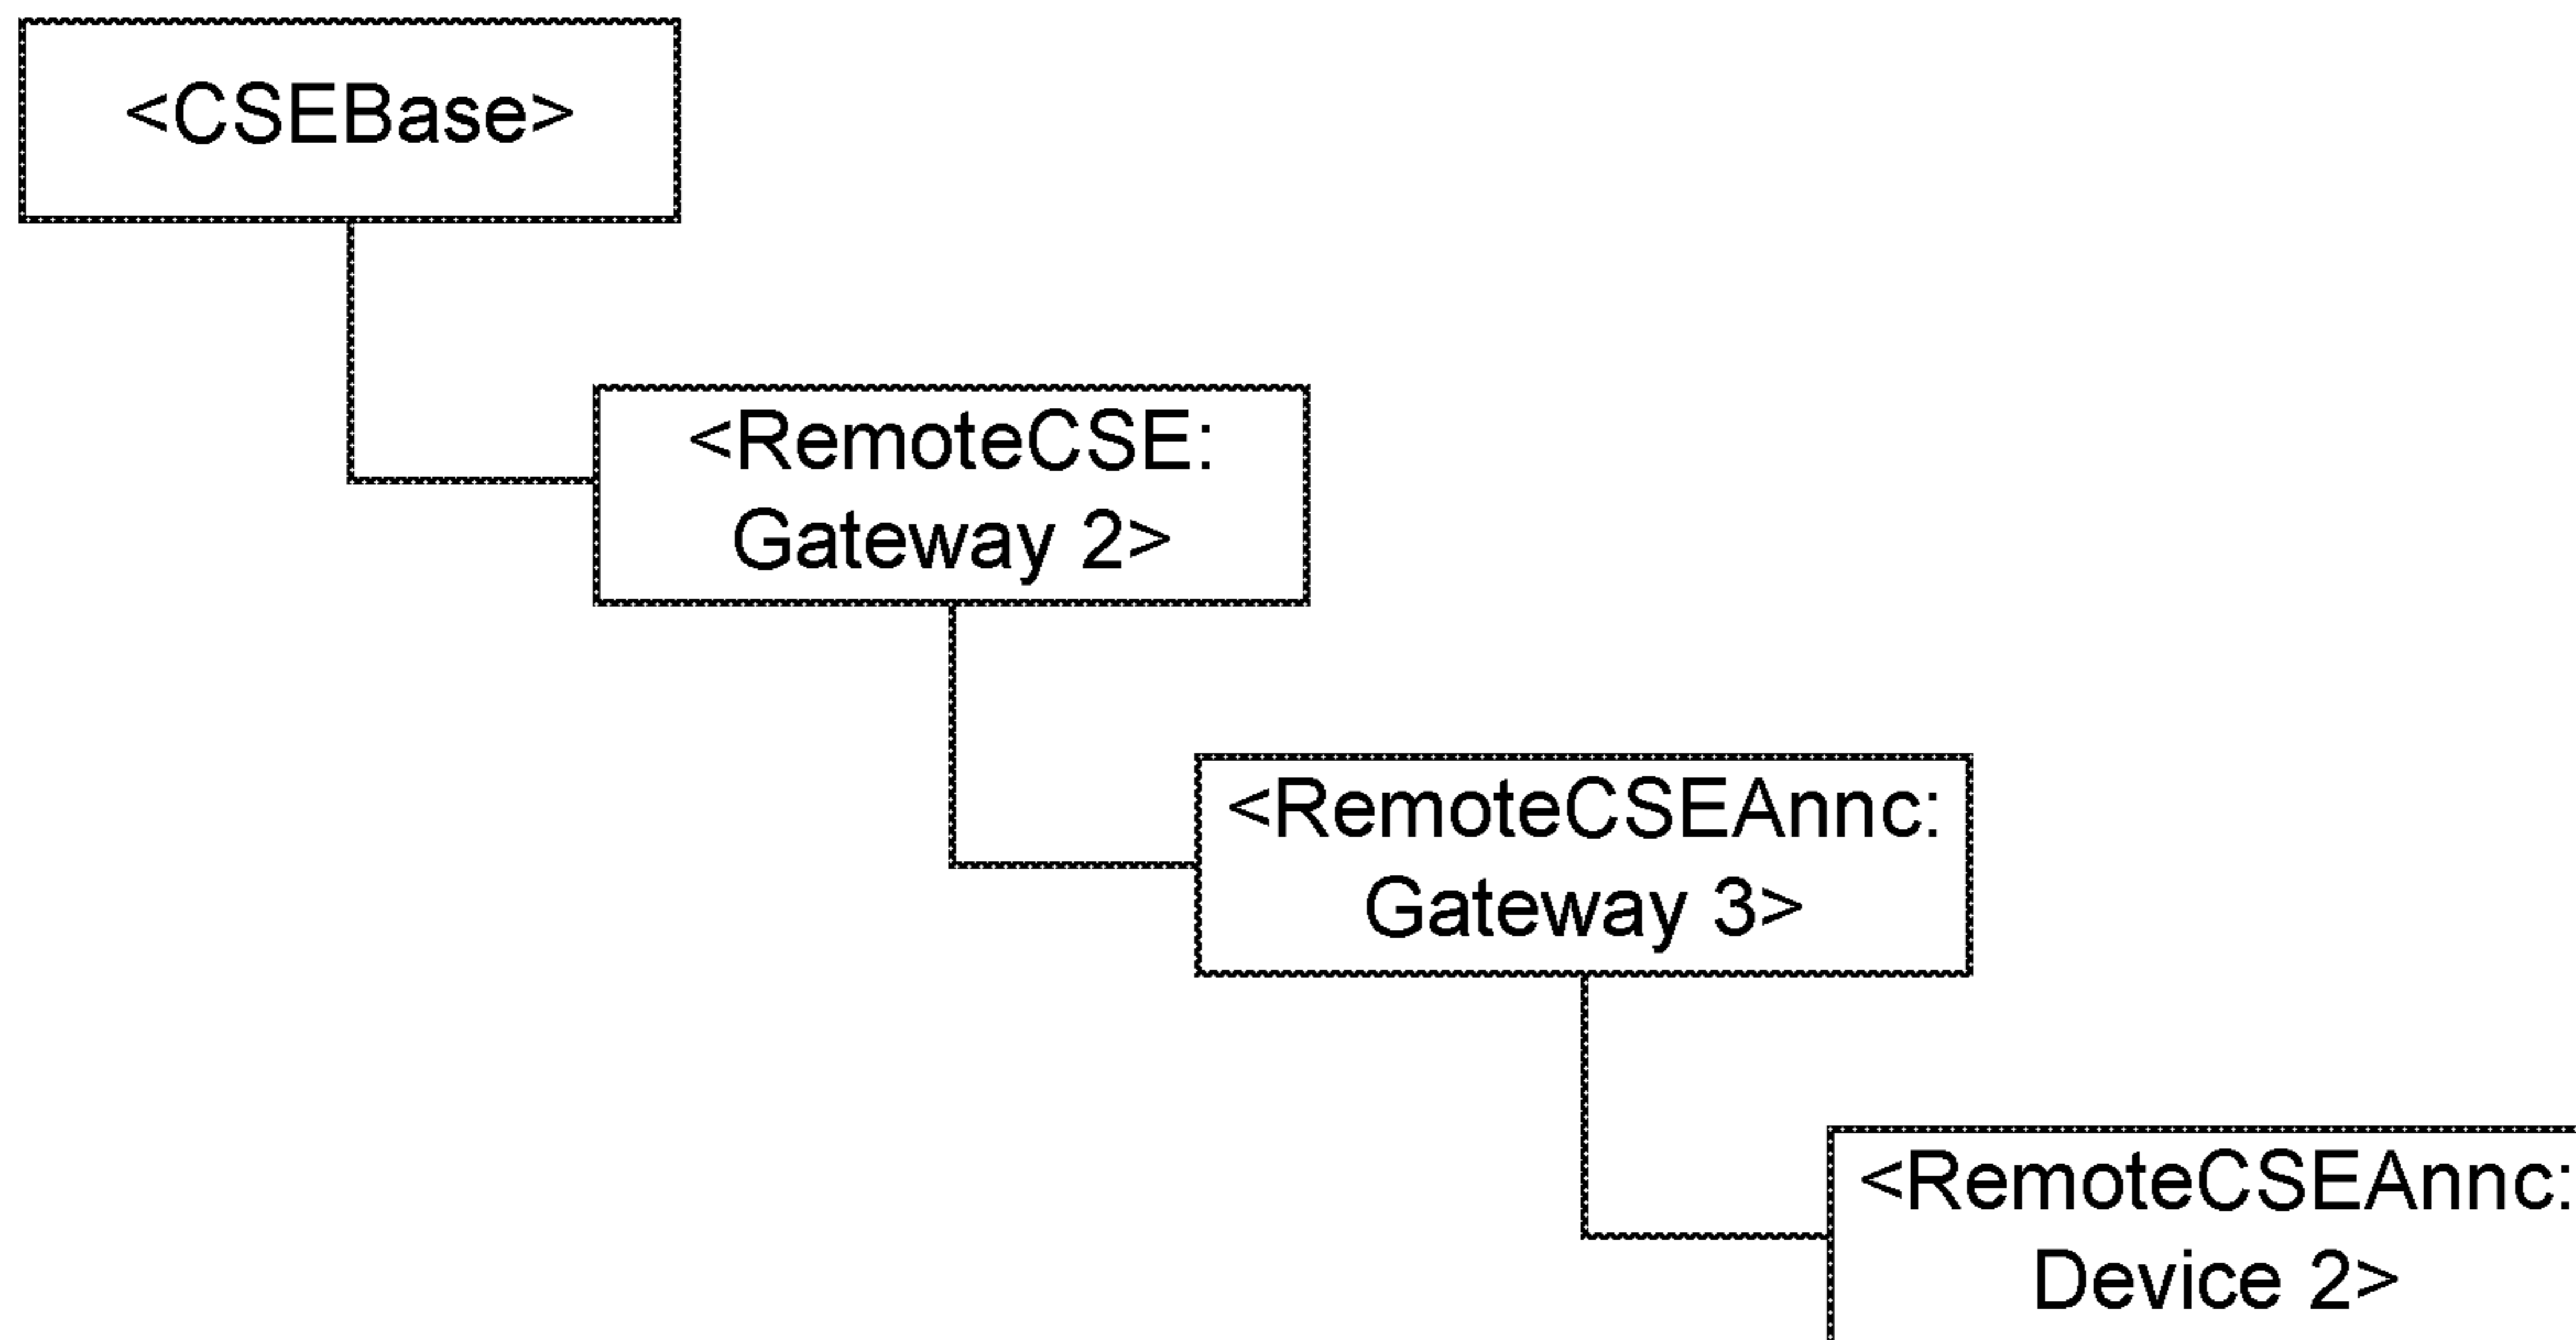 <CSEBase>
<RemoteCSE:
Gateway 2>
<RemoteCSEAnnc:
Gateway 3>
<RemoteCSEAnnc:
Device 2>